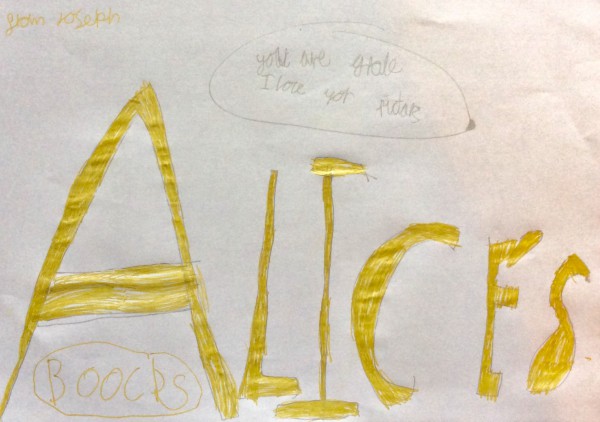 from Joseph
you are grate
I love yor
ALICES
BOOCKS